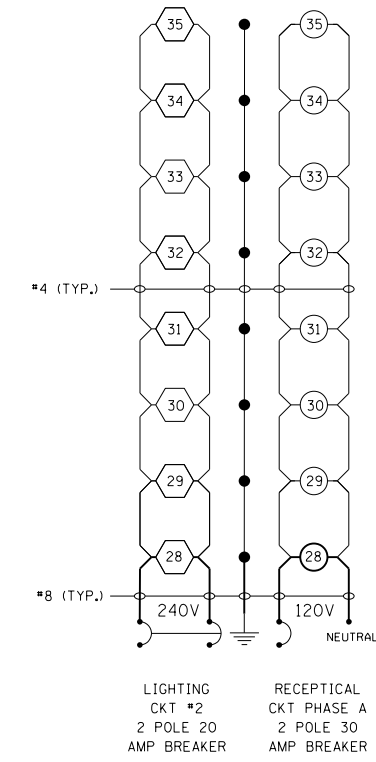 35 35
34 34
33 33
32 32
#4 (TYP.)
31 31
30 30
29 29
28 28
#8 (TYP.)
240V 120V
NEUTRAL
LIGHTING
CKT #2
2 POLE 20
AMP BREAKER
RECEPTICAL
CKT PHASE A
2 POLE 30
AMP BREAKER